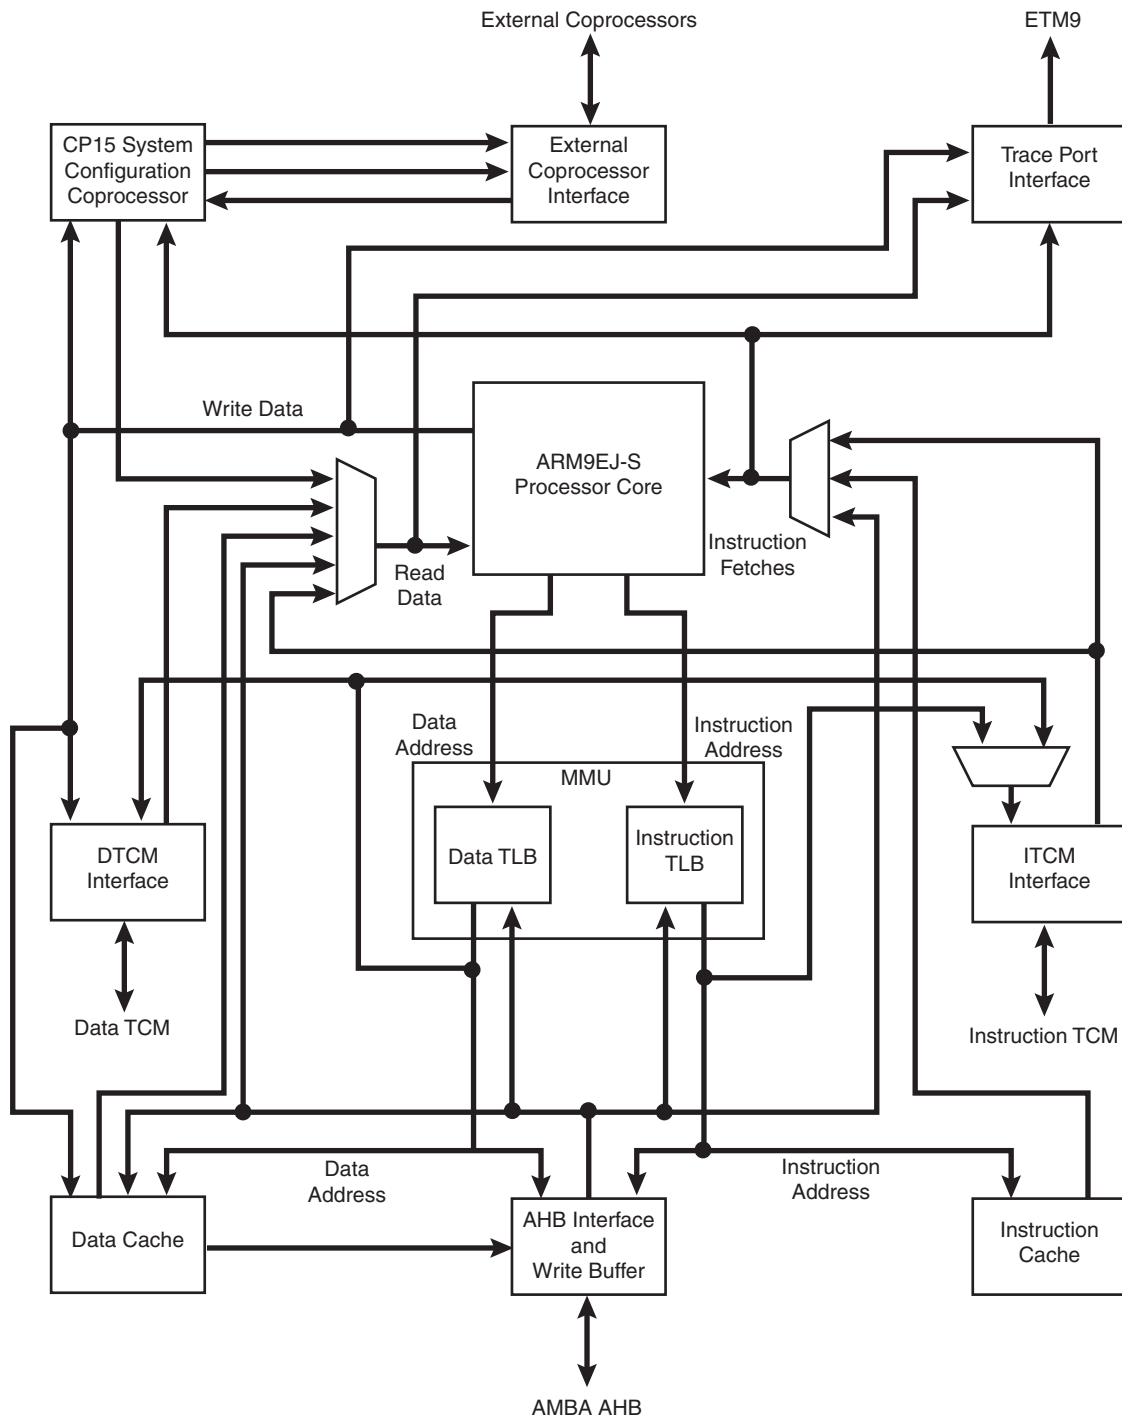 External Coprocessors
ETM9
CP15 System
Configuration
Coprocessor
External
Coprocessor
Interface
Trace Port
Interface
Write Data
ARM9EJ-S
Processor Core
Instruction
Fetches
Read
Data
Data
Address
Instruction
Address
MMU
Data TLB
Instruction
TLB
DTCM
Interface
ITCM
Interface
Data TCM
Instruction TCM
Data
Address
Instruction
Address
Data Cache
AHB Interface
and
Write Buffer
Instruction
Cache
AMBA AHB